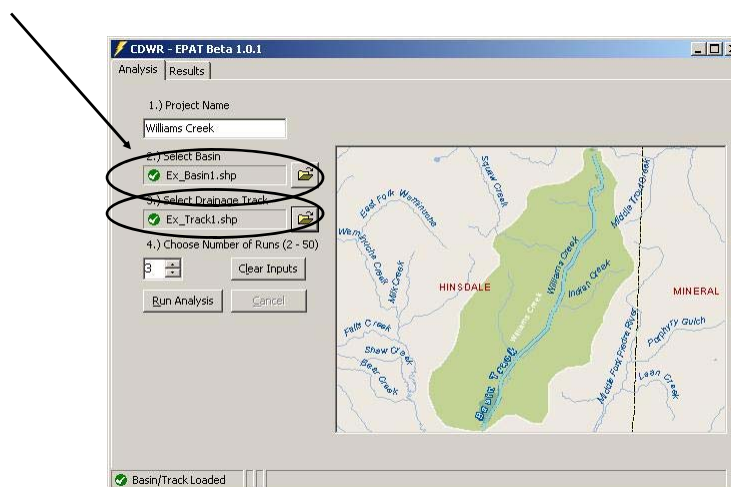 CDWR - EPAT Beta 1.0.1
Analysis Results
1.) Project Name
Williams Creek
2.) Select Basin
Ex_Basin1.shp
3.) Select Drainage Track
Ex_Track1.shp
4.) Choose Number of Runs (2 - 50)
3
Clear Inputs
Run Analysis Cancel
Squaw Creek
East Fork Weminuche
Middle Trout Creek
Weminuche Creek
Milk Creek
Williams Creek
Indian Creek
HINSDALE
MINERAL
Williams Creek
Falls Creek
Shaw Creek
Bear Creek
Middle Fork Piedra River
Porphyry Gulch
Lean Creek
Basin/Track Loaded